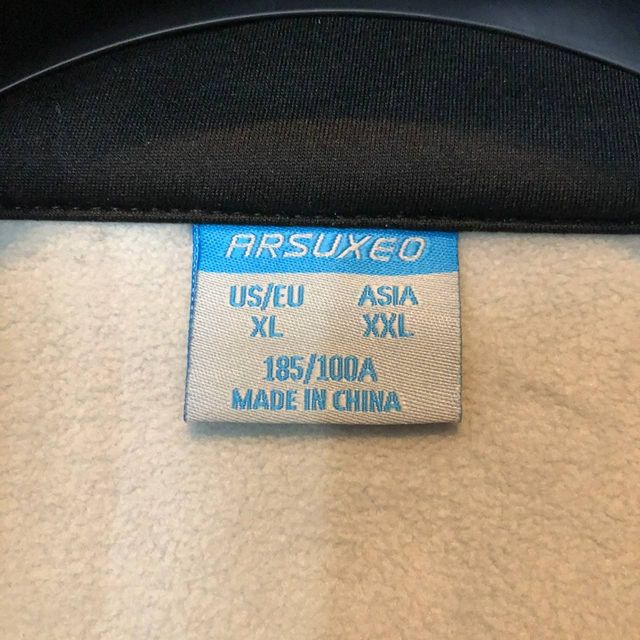 ARSUXEO
US/EU ASIA
XL XXL
185/100A
MADE IN CHINA